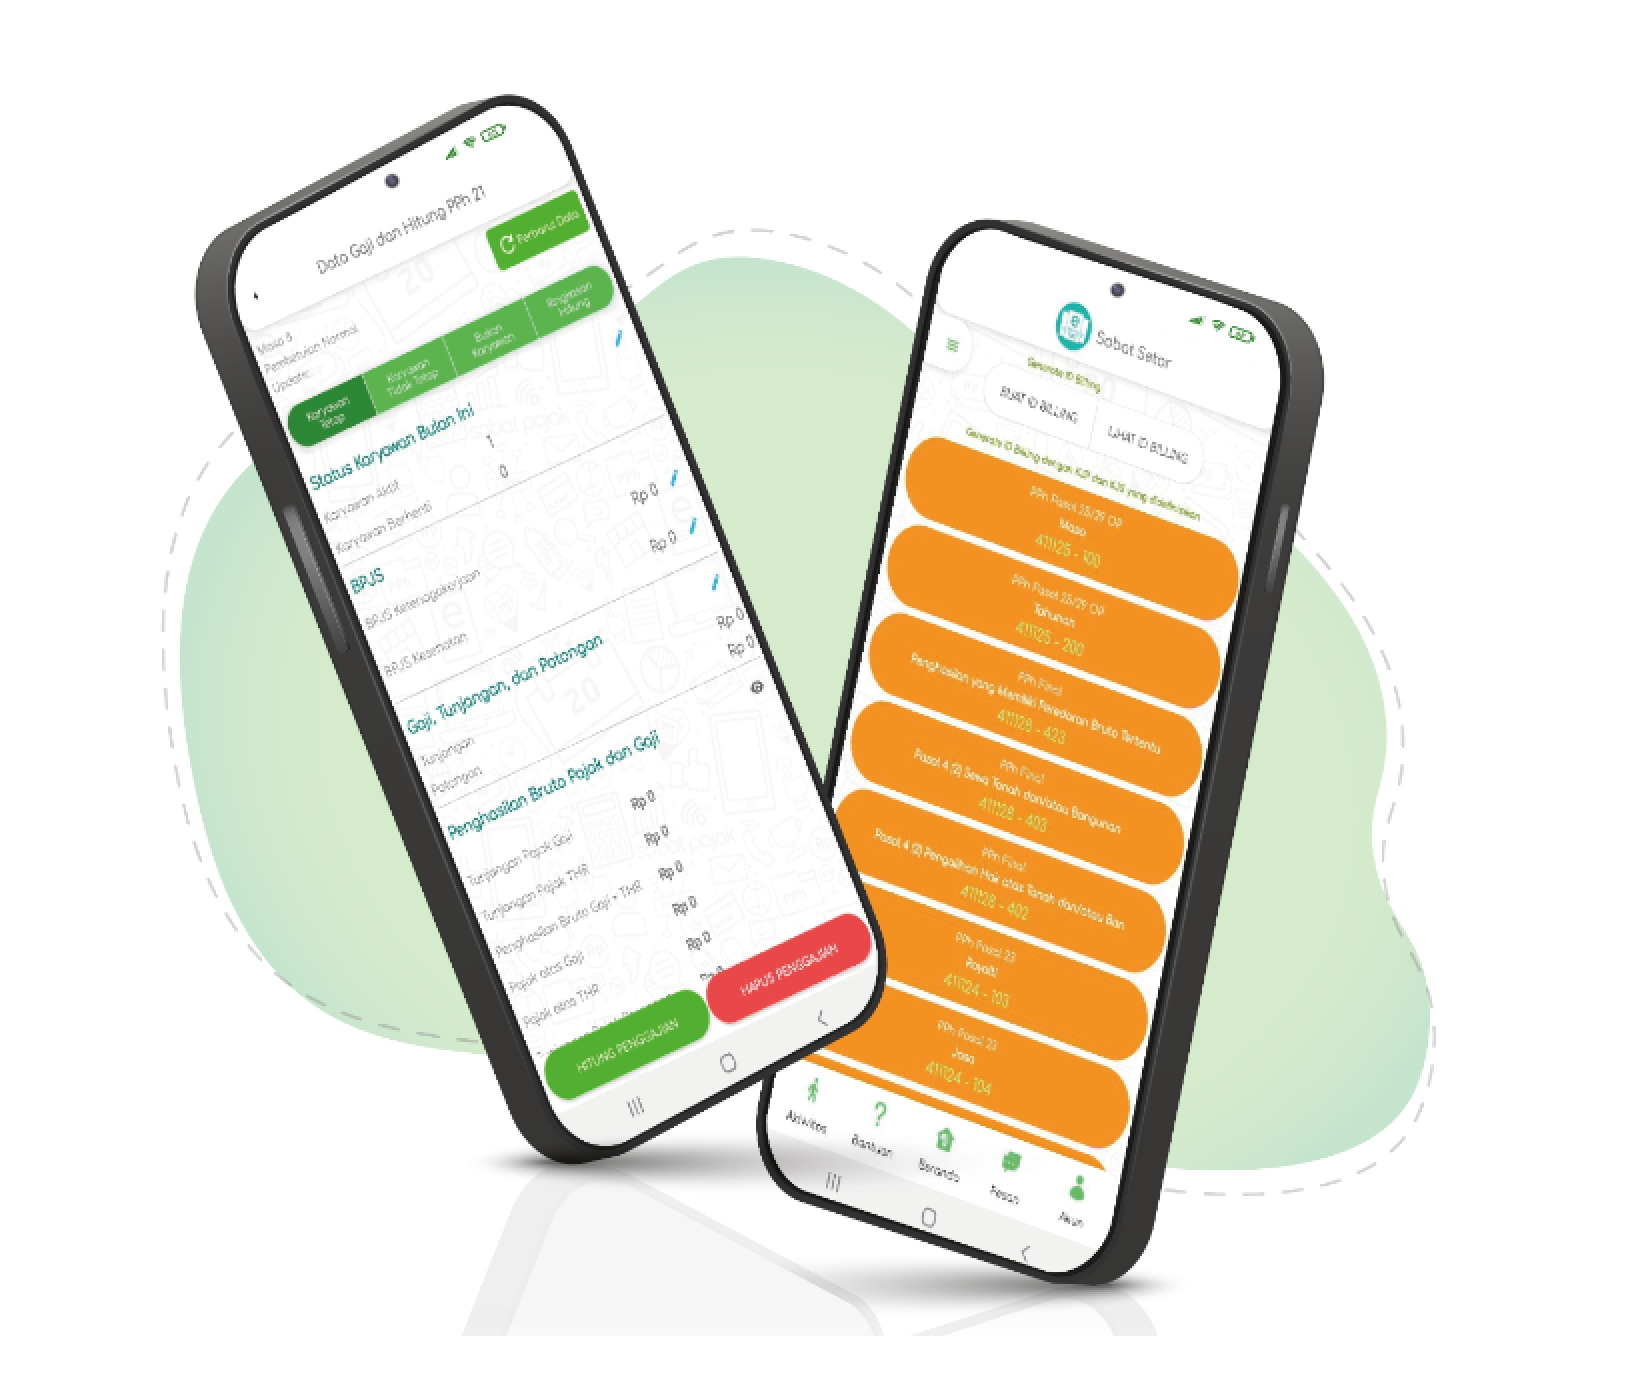 Data Gaji dan Hitung PPh 21
Perbarui Data
Masa 8
Pembetulan Normal
Update:
Karyawan
Tetap
Karyawan
Tidak Tetap
Bukan
Karyawan
Ringkasan
Hitung
Status Karyawan Bulan Ini
Karyawan Aktif 1
Karyawan Berhenti 0
BPJS
BPJS Ketenagakerjaan Rp 0
BPJS Kesehatan Rp 0
Gaji, Tunjangan, dan Potongan
Tunjangan Rp 0
Potongan Rp 0
Penghasilan Bruto Pajak dan Gaji
Tunjangan Pajak Gaji Rp 0
Tunjangan Pajak THR Rp 0
Penghasilan Bruto Gaji + THR Rp 0
Pajak atas Gaji Rp 0
Pajak atas THR Rp 0
HITUNG PENGGAJIAN
HAPUS PENGGAJIAN
Sobat Setor
Generate ID Billing
BUAT ID BILLING
LIHAT ID BILLING
Generate ID Billing dengan KJP dan KJS yang disesuaikan
PPh Pasal 25/29 OP
Masa
411125 - 100
PPh Pasal 25/29 OP
Tahunan
411125 - 200
PPh Final
Penghasilan yang Memiliki Peredaran Bruto Tertentu
411128 - 423
PPh Final
Pasal 4 (2) Sewa Tanah dan/atau Bangunan
411128 - 403
PPh Final
Pasal 4 (2) Pengalihan Hak atas Tanah dan/atau Ban
411128 - 402
PPh Pasal 23
Royalti
411124 - 103
PPh Pasal 23
Jasa
411124 - 104
Aktivitas
Bantuan
Beranda
Pesan
Akun